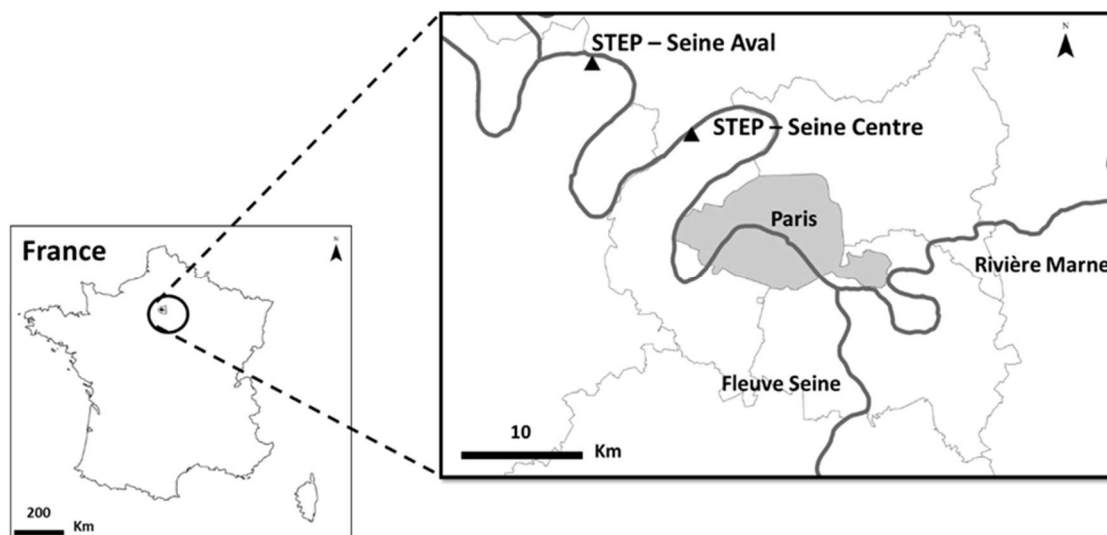 France
N
200
Km
N
STEP – Seine Aval
STEP – Seine Centre
Paris
Rivière Marne
Fleuve Seine
10
Km